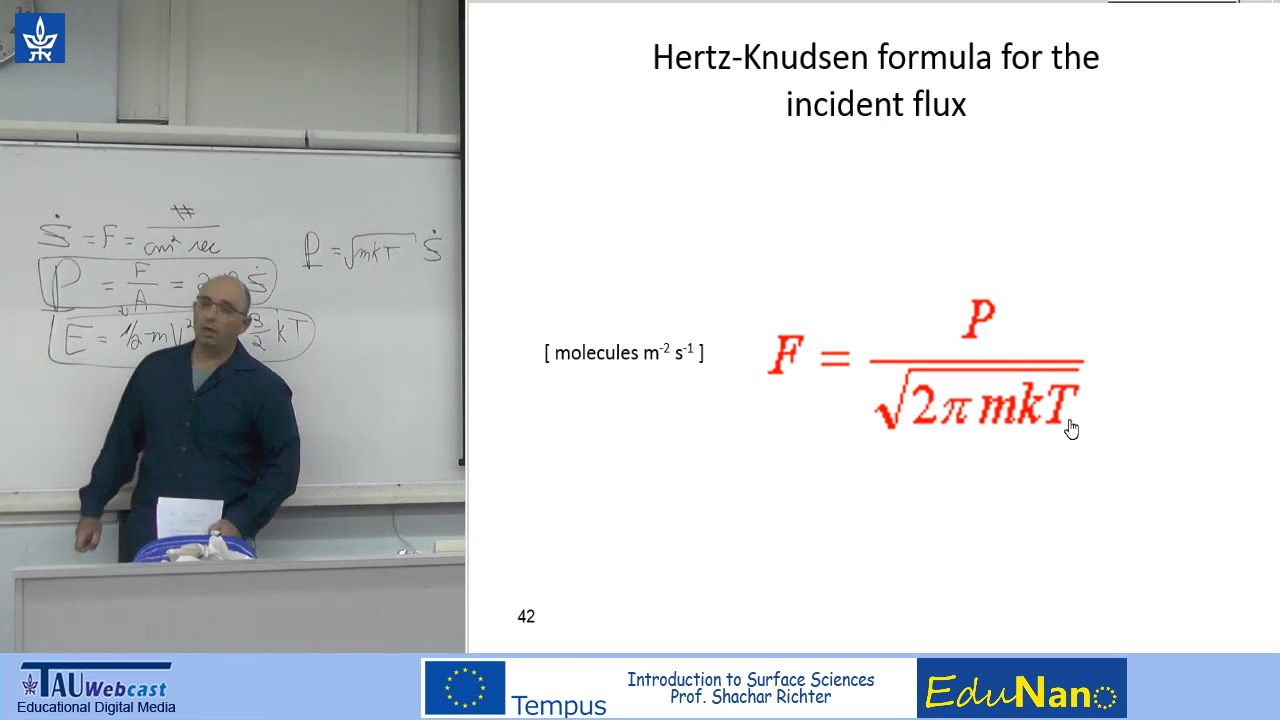 Ṡ = F = # / cm² sec
P = F / A = Ṡ
E = ½ m V² 3/2 kT
P = √mkT Ṡ
Hertz-Knudsen formula for the
incident flux
[ molecules m⁻² s⁻¹ ]
F = P / √2π mkT
42
TAU Webcast
Educational Digital Media
Tempus
Introduction to Surface Sciences
Prof. Shachar Richter
EduNano